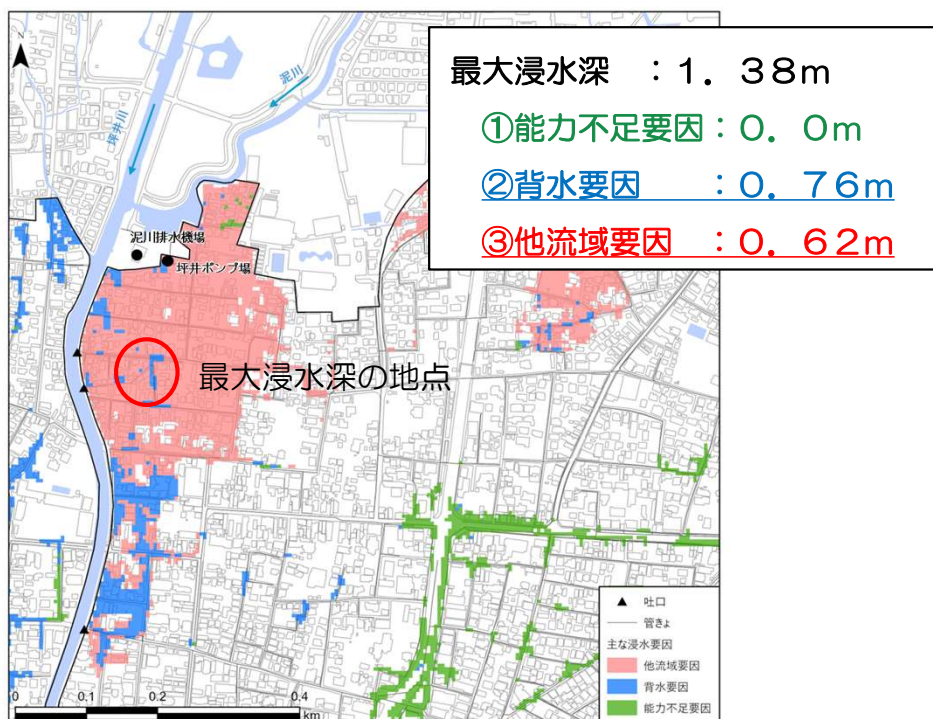 最大浸水深 ：１．３８m
①能力不足要因：０．０m
②背水要因 ：０．７６m
③他流域要因 ：０．６２m
N
泥川
坪井川
泥川排水機場
坪井ポンプ場
最大浸水深の地点
▲ 吐口
管きょ
主な浸水要因
他流域要因
背水要因
能力不足要因
0 0.1 0.2 0.4
km